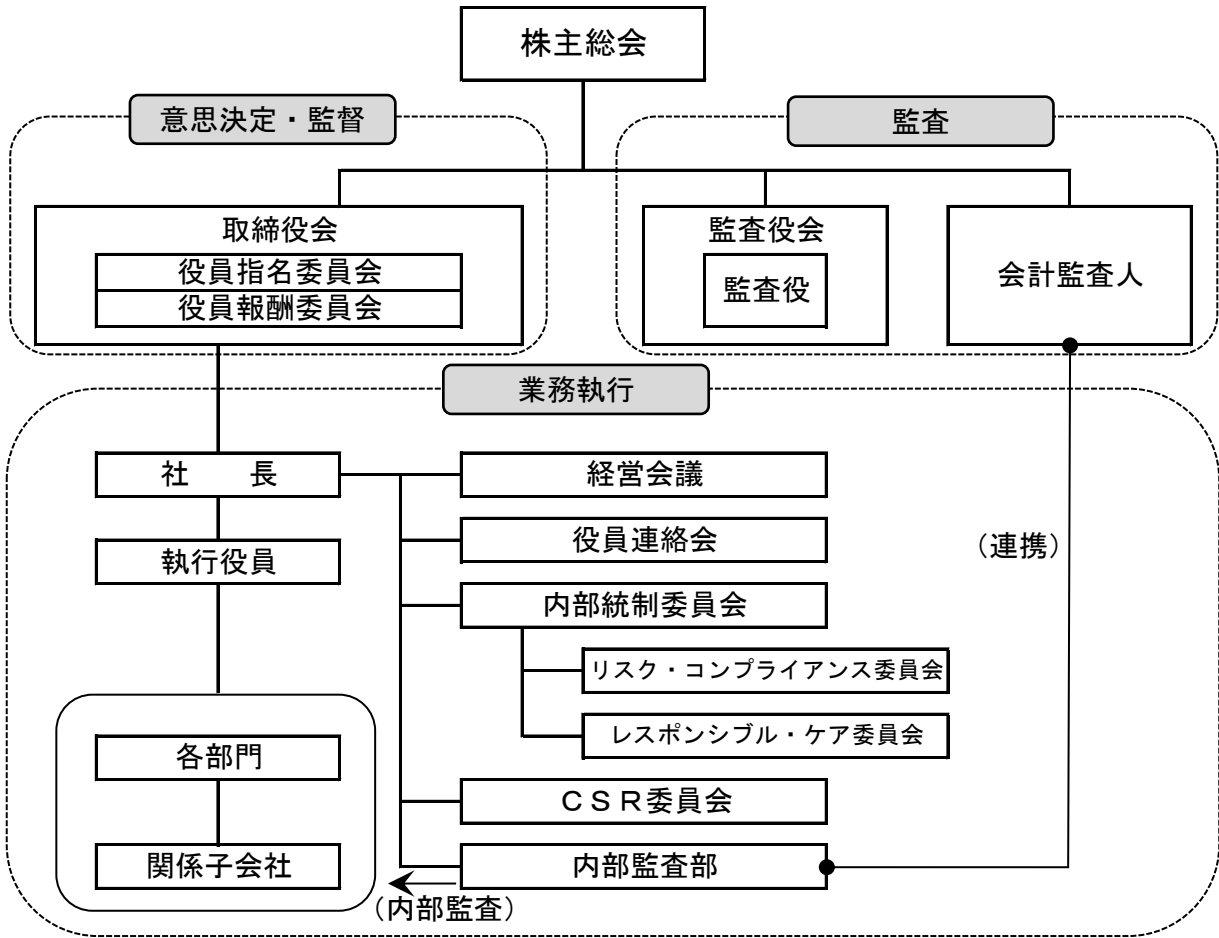 株主総会
意思決定・監督
監査
取締役会
役員指名委員会
役員報酬委員会
監査役会
監査役
会計監査人
業務執行
社　　長
経営会議
役員連絡会
執行役員
（連携）
内部統制委員会
リスク・コンプライアンス委員会
レスポンシブル・ケア委員会
各部門
ＣＳＲ委員会
関係子会社
内部監査部
（内部監査）